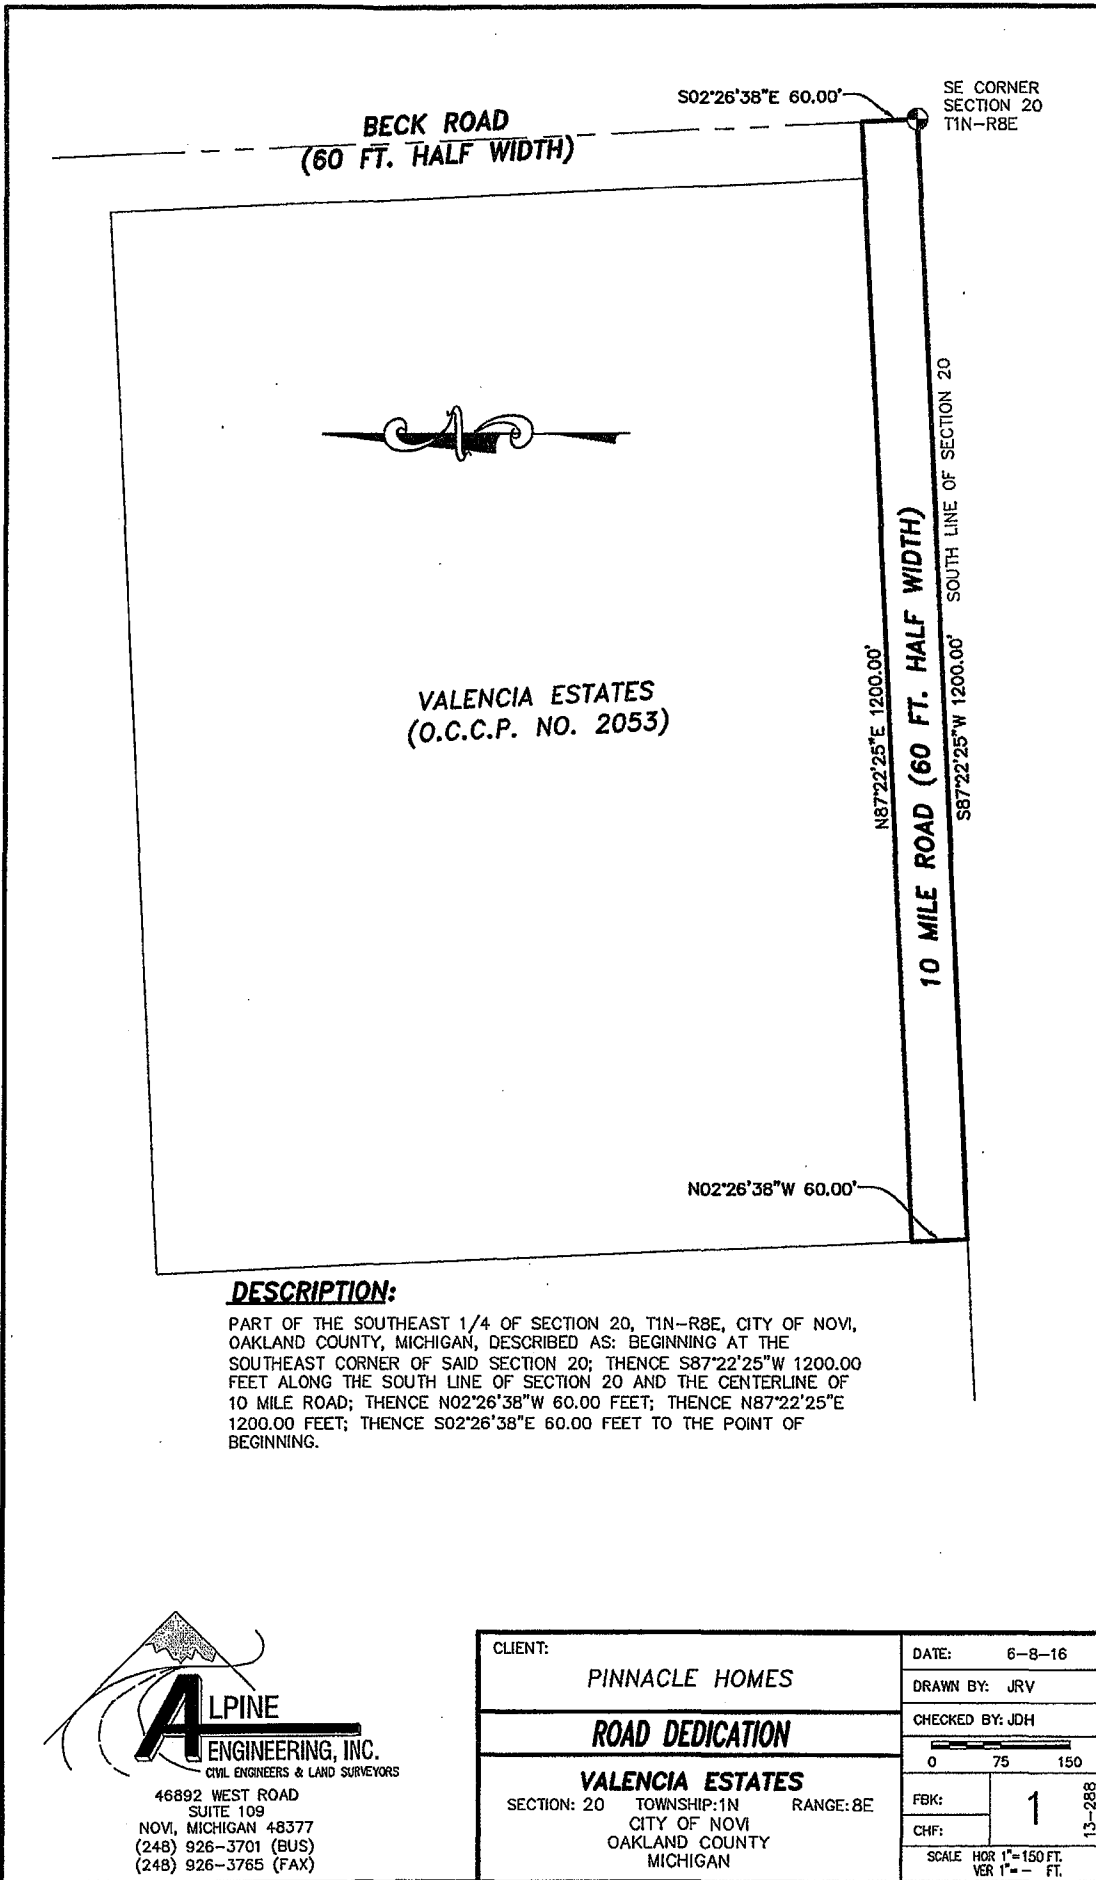 S02°26'38"E 60.00'
SE CORNER
SECTION 20
T1N-R8E
BECK ROAD
(60 FT. HALF WIDTH)
SOUTH LINE OF SECTION 20
10 MILE ROAD (60 FT. HALF WIDTH)
N87°22'25"E 1200.00'
S87°22'25"W 1200.00'
VALENCIA ESTATES
(O.C.C.P. NO. 2053)
N02°26'38"W 60.00'
DESCRIPTION:
PART OF THE SOUTHEAST 1/4 OF SECTION 20, T1N-R8E, CITY OF NOVI,
OAKLAND COUNTY, MICHIGAN, DESCRIBED AS: BEGINNING AT THE
SOUTHEAST CORNER OF SAID SECTION 20; THENCE S87°22'25"W 1200.00
FEET ALONG THE SOUTH LINE OF SECTION 20 AND THE CENTERLINE OF
10 MILE ROAD; THENCE N02°26'38"W 60.00 FEET; THENCE N87°22'25"E
1200.00 FEET; THENCE S02°26'38"E 60.00 FEET TO THE POINT OF
BEGINNING.
ALPINE
ENGINEERING, INC.
CIVIL ENGINEERS & LAND SURVEYORS
46892 WEST ROAD
SUITE 109
NOVI, MICHIGAN 48377
(248) 926-3701 (BUS)
(248) 926-3765 (FAX)
CLIENT:
PINNACLE HOMES
ROAD DEDICATION
VALENCIA ESTATES
SECTION: 20 TOWNSHIP:1N RANGE:8E
CITY OF NOVI
OAKLAND COUNTY
MICHIGAN
DATE: 6-8-16
DRAWN BY: JRV
CHECKED BY: JDH
0 75 150
FBK:
CHF:
1
13-288
SCALE HOR 1"=150 FT.
VER 1"= - FT.